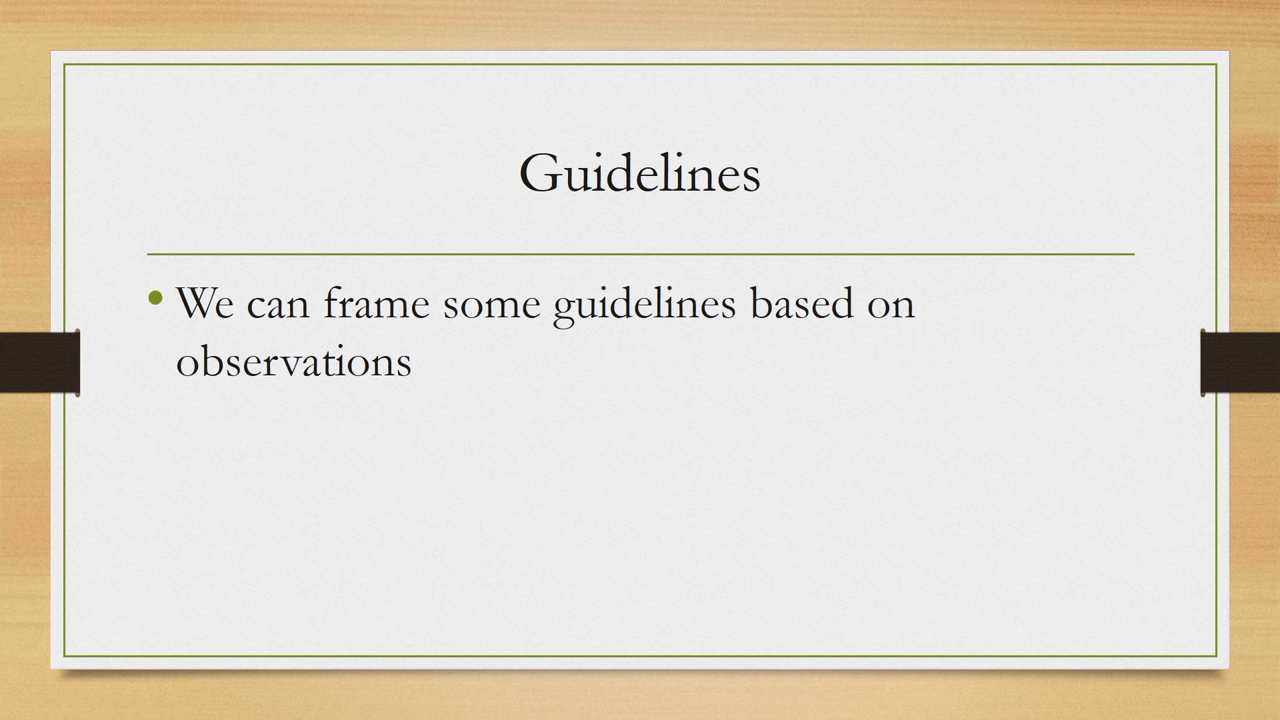 Guidelines
• We can frame some guidelines based on
observations